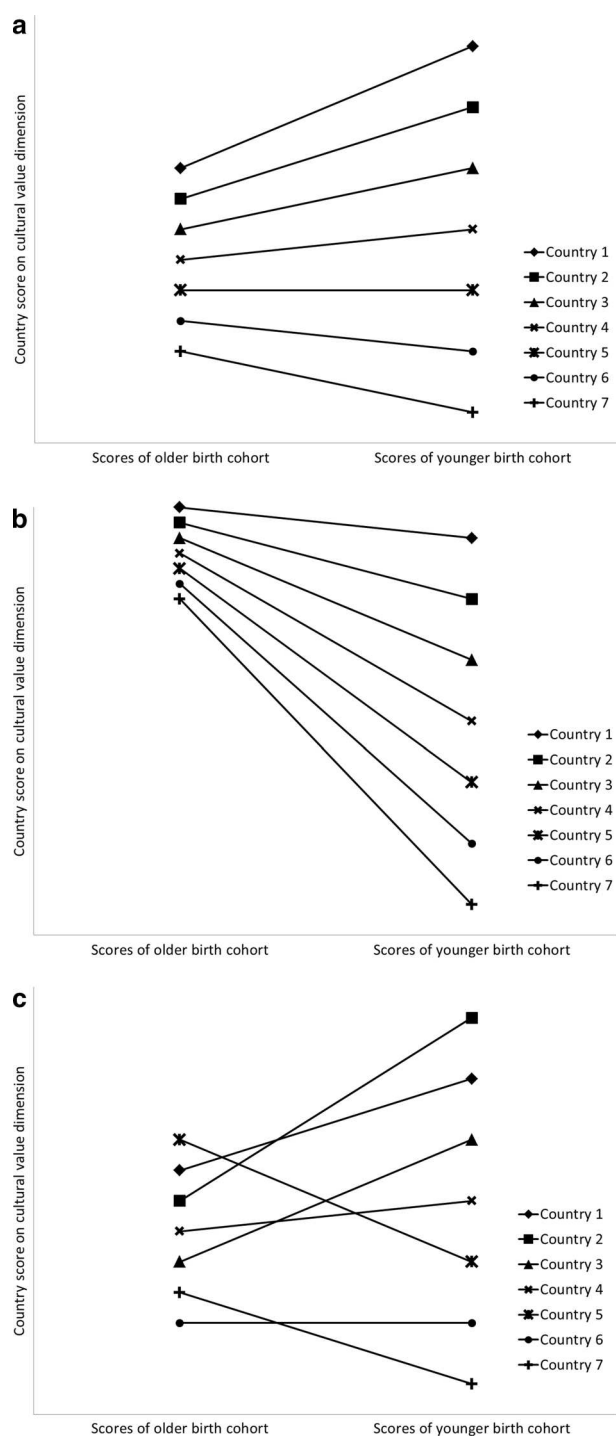 a
Country score on cultural value dimension
Country 1
Country 2
Country 3
Country 4
Country 5
Country 6
Country 7
Scores of older birth cohort
Scores of younger birth cohort
b
Country score on cultural value dimension
Country 1
Country 2
Country 3
Country 4
Country 5
Country 6
Country 7
Scores of older birth cohort
Scores of younger birth cohort
c
Country score on cultural value dimension
Country 1
Country 2
Country 3
Country 4
Country 5
Country 6
Country 7
Scores of older birth cohort
Scores of younger birth cohort